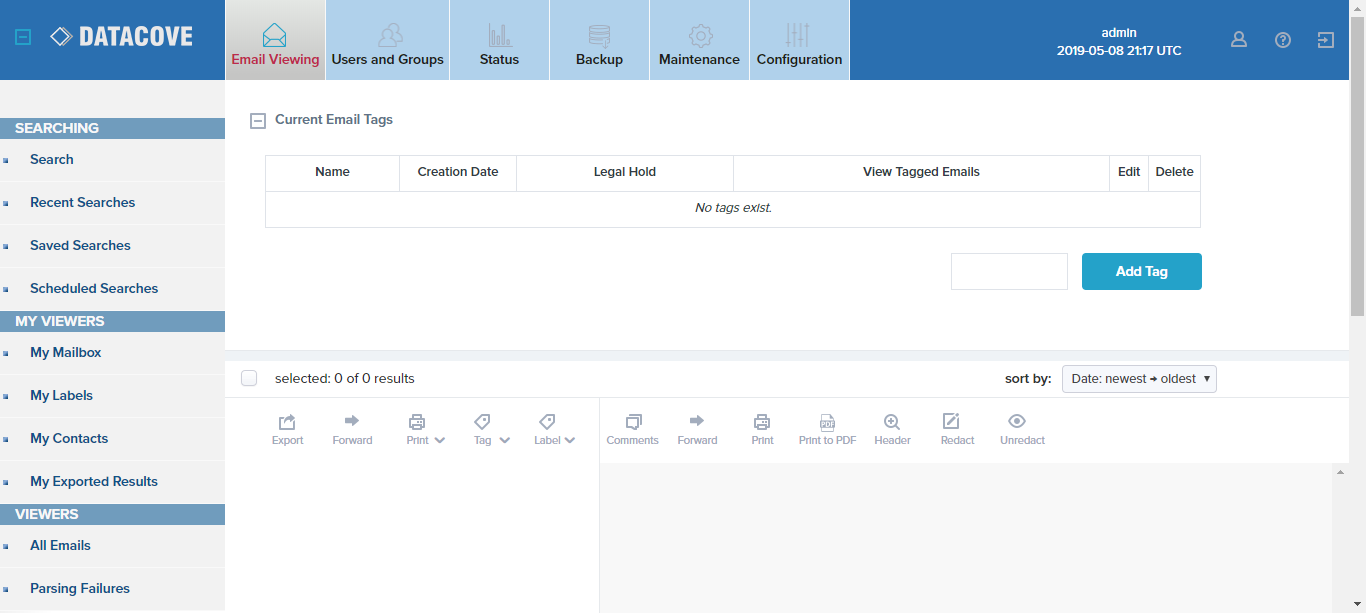 DATACOVE
Email Viewing
Users and Groups
Status
Backup
Maintenance
Configuration
admin
2019-05-08 21:17 UTC
SEARCHING
Search
Recent Searches
Saved Searches
Scheduled Searches
MY VIEWERS
My Mailbox
My Labels
My Contacts
My Exported Results
VIEWERS
All Emails
Parsing Failures
Current Email Tags
Name Creation Date Legal Hold View Tagged Emails Edit Delete
No tags exist.
Add Tag
selected: 0 of 0 results
sort by: Date: newest → oldest
Export Forward Print Tag Label
Comments Forward Print Print to PDF Header Redact Unredact
PDF